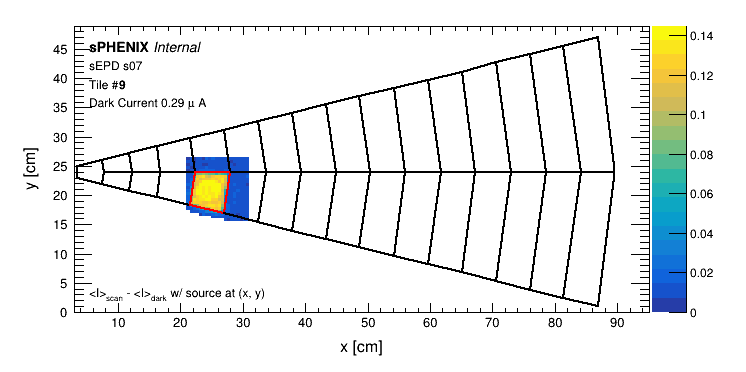 sPHENIX Internal
sEPD s07
Tile #9
Dark Current 0.29 μ A
<I>scan - <I>dark w/ source at (x, y)
y [cm]
45
40
35
30
25
20
15
10
5
0
10 20 30 40 50 60 70 80 90
x [cm]
0.14
0.12
0.1
0.08
0.06
0.04
0.02
0